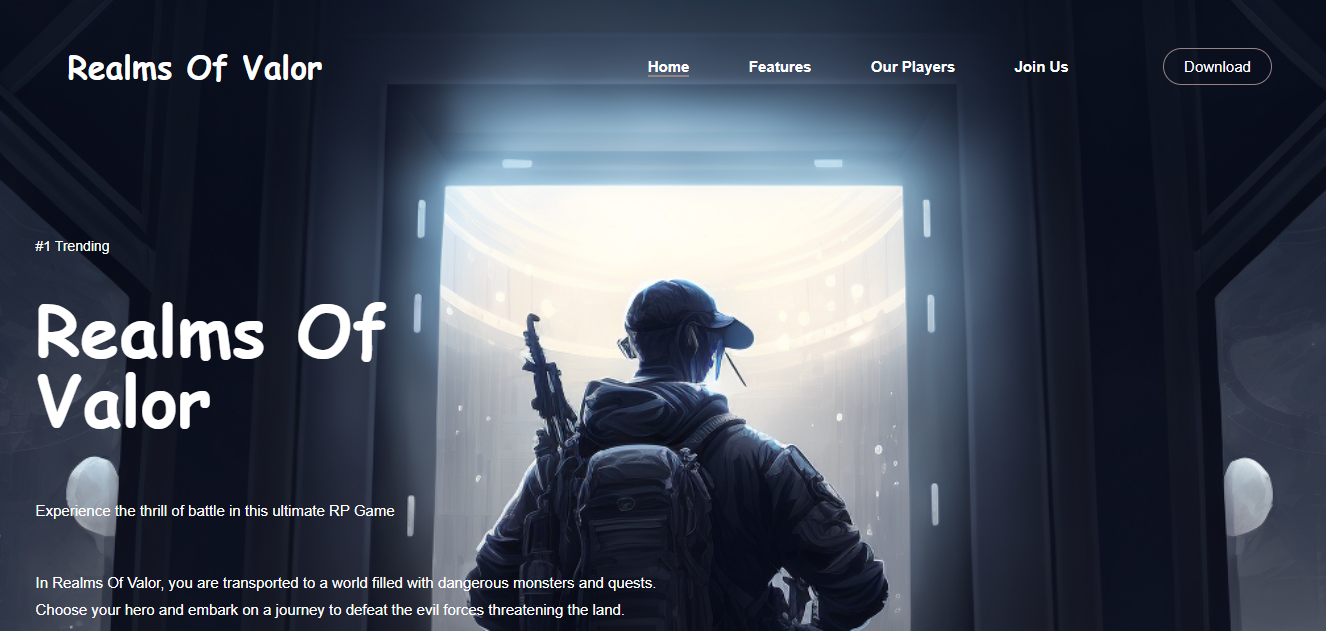 Realms Of Valor
Home Features Our Players Join Us Download
#1 Trending
Realms Of
Valor
Experience the thrill of battle in this ultimate RP Game
In Realms Of Valor, you are transported to a world filled with dangerous monsters and quests.
Choose your hero and embark on a journey to defeat the evil forces threatening the land.